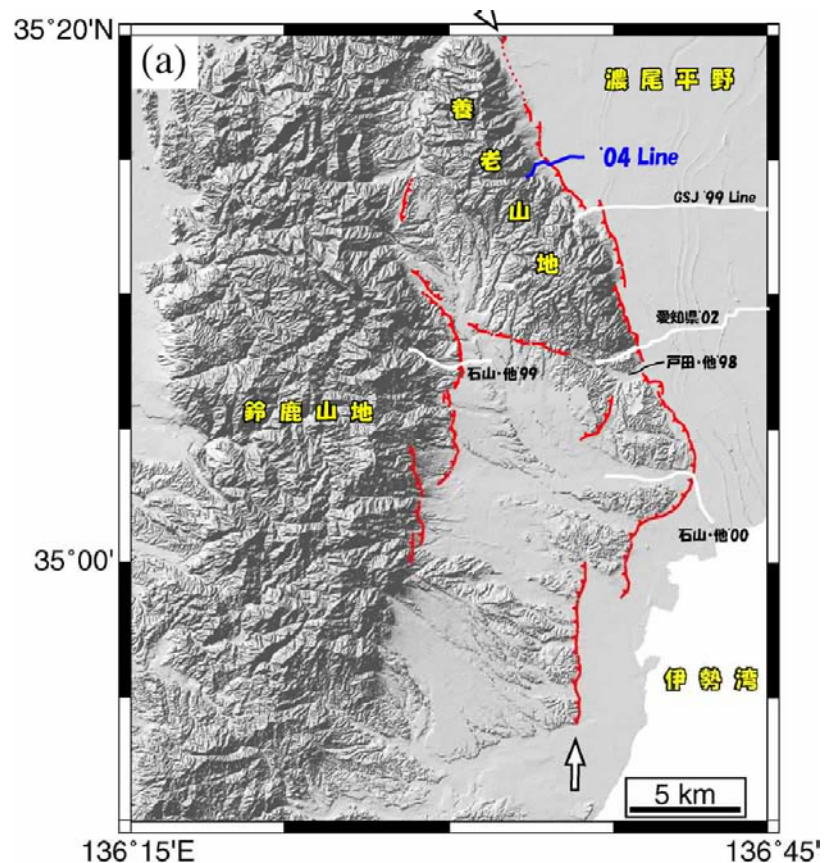 35°20'N
(a)
濃尾平野
養老山地
'04 Line
GSJ '99 Line
愛知県'02
戸田・他'98
石山・他'99
鈴鹿山地
石山・他'00
35°00'
伊勢湾
5 km
136°15'E
136°45'